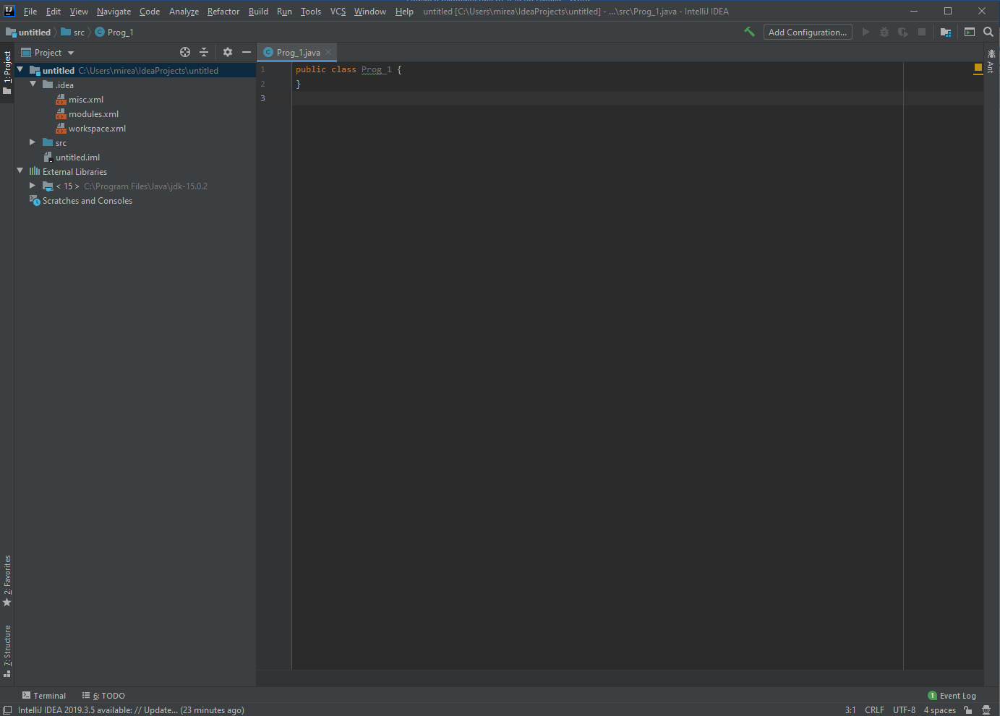 File Edit View Navigate Code Analyze Refactor Build Run Tools VCS Window Help untitled [C:\Users\mirea\IdeaProjects\untitled] - ...\src\Prog_1.java - IntelliJ IDEA
untitled src Prog_1 Add Configuration...
1: Project
Project
Prog_1.java
untitled C:\Users\mirea\IdeaProjects\untitled
.idea
misc.xml
modules.xml
workspace.xml
src
untitled.iml
External Libraries
< 15 > C:\Program Files\Java\jdk-15.0.2
Scratches and Consoles
1 public class Prog_1 {
2 }
3
Ant
2: Favorites
7: Structure
Terminal 6: TODO 1 Event Log
IntelliJ IDEA 2019.3.5 available: // Update... (23 minutes ago) 3:1 CRLF UTF-8 4 spaces